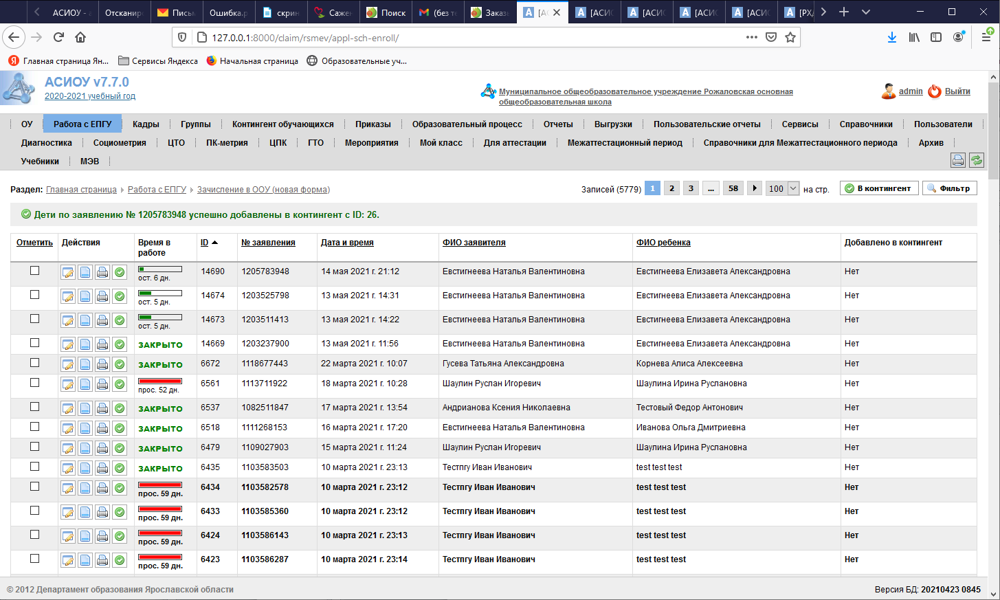 АСИОУ - а
Отсканиро
Письм
Ошибка.р
скрин
Сажен
Поиск
(без те
Заказы
[АС
[АСИО
[АСИО
[АСИО
[АСИО
[РХД
127.0.0.1:8000/claim/rsmev/appl-sch-enroll/
Главная страница Ян...
Сервисы Яндекса
Начальная страница
Образовательные уч...
АСИОУ v7.7.0
2020-2021 учебный год
Муниципальное общеобразовательное учреждение Рожаловская основная
общеобразовательная школа
admin
Выйти
ОУ Работа с ЕПГУ Кадры Группы Контингент обучающихся Приказы Образовательный процесс Отчеты Выгрузки Пользовательские отчеты Сервисы Справочники Пользователи
Диагностика Социометрия ЦТО ПК-метрия ЦПК ГТО Мероприятия Мой класс Для аттестации Межаттестационный период Справочники для Межаттестационного периода Архив
Учебники МЭВ
Раздел: Главная страница Работа с ЕПГУ Зачисление в ООУ (новая форма)
Записей (5779) 1 2 3 ... 58 100 на стр. В контингент Фильтр
Дети по заявлению № 1205783948 успешно добавлены в контингент с ID: 26.
Отметить Действия Время в работе ID № заявления Дата и время ФИО заявителя ФИО ребенка Добавлено в контингент
ост. 6 дн. 14690 1205783948 14 мая 2021 г. 21:12 Евстигнеева Наталья Валентиновна Евстигнеева Елизавета Александровна Нет
ост. 5 дн. 14674 1203525798 13 мая 2021 г. 14:31 Евстигнеева Наталья Валентиновна Евстигнеева Елизавета Александровна Нет
ост. 5 дн. 14673 1203511413 13 мая 2021 г. 14:22 Евстигнеева Наталья Валентиновна Евстигнеева Елизавета Александровна Нет
ЗАКРЫТО 14669 1203237900 13 мая 2021 г. 11:56 Евстигнеева Наталья Валентиновна Евстигнеева Елизавета Александровна Нет
ЗАКРЫТО 6672 1118677443 22 марта 2021 г. 10:07 Гусева Татьяна Александровна Корнева Алиса Алексеевна Нет
прос. 52 дн. 6561 1113711922 18 марта 2021 г. 10:28 Шаулин Руслан Игоревич Шаулина Ирина Руслановна Нет
ЗАКРЫТО 6537 1082511847 17 марта 2021 г. 13:54 Андрианова Ксения Николаевна Тестовый Федор Антонович Нет
ЗАКРЫТО 6518 1111268153 16 марта 2021 г. 17:20 Евстигнеева Наталья Валентиновна Иванова Ольга Дмитриевна Нет
ЗАКРЫТО 6479 1109027903 15 марта 2021 г. 11:24 Шаулин Руслан Игоревич Шаулина Ирина Руслановна Нет
ЗАКРЫТО 6435 1103583503 10 марта 2021 г. 23:13 Тестпгу Иван Иванович test test test Нет
прос. 59 дн. 6434 1103582578 10 марта 2021 г. 23:12 Тестпгу Иван Иванович test test test Нет
прос. 59 дн. 6433 1103585360 10 марта 2021 г. 23:12 Тестпгу Иван Иванович test test test Нет
прос. 59 дн. 6424 1103586143 10 марта 2021 г. 23:13 Тестпгу Иван Иванович test test test Нет
прос. 59 дн. 6423 1103586287 10 марта 2021 г. 23:14 Тестпгу Иван Иванович test test test Нет
© 2012 Департамент образования Ярославской области
Версия БД: 20210423 0845